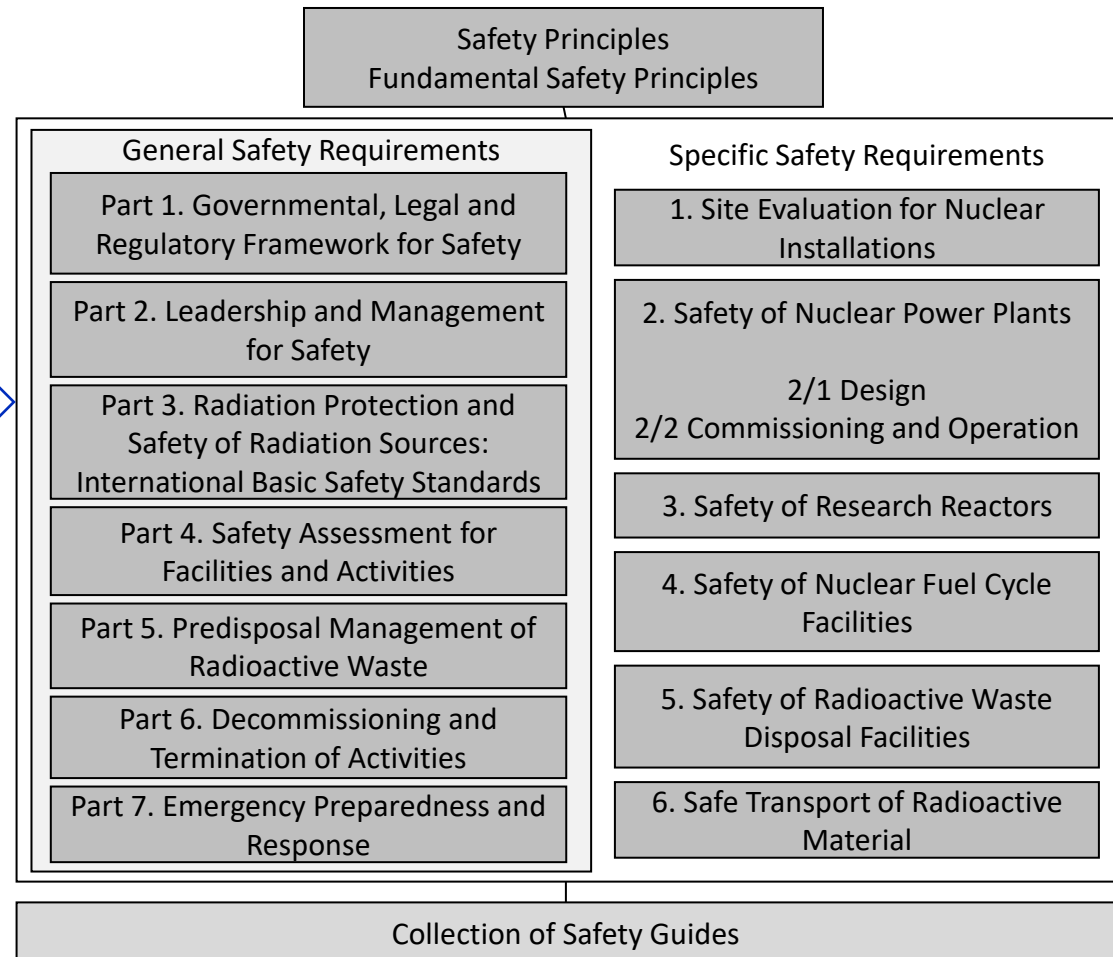 Safety Principles
Fundamental Safety Principles
General Safety Requirements
Part 1. Governmental, Legal and
Regulatory Framework for Safety
Part 2. Leadership and Management
for Safety
Part 3. Radiation Protection and
Safety of Radiation Sources:
International Basic Safety Standards
Part 4. Safety Assessment for
Facilities and Activities
Part 5. Predisposal Management of
Radioactive Waste
Part 6. Decommissioning and
Termination of Activities
Part 7. Emergency Preparedness and
Response
Specific Safety Requirements
1. Site Evaluation for Nuclear
Installations
2. Safety of Nuclear Power Plants
2/1 Design
2/2 Commissioning and Operation
3. Safety of Research Reactors
4. Safety of Nuclear Fuel Cycle
Facilities
5. Safety of Radioactive Waste
Disposal Facilities
6. Safe Transport of Radioactive
Material
Collection of Safety Guides